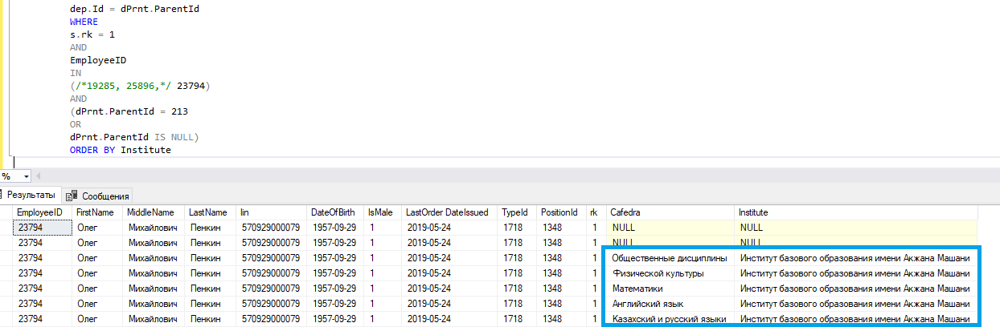 dep.Id = dPrnt.ParentId
WHERE
s.rk = 1
AND
EmployeeID
IN
(/*19285, 25896,*/ 23794)
AND
(dPrnt.ParentId = 213
OR
dPrnt.ParentId IS NULL)
ORDER BY Institute
%
Результаты Сообщения
EmployeeID FirstName MiddleName LastName Iin DateOfBirth IsMale LastOrder DateIssued TypeId PositionId rk Cafedra Institute
23794 Олег Михайлович Пенкин 570929000079 1957-09-29 1 2019-05-24 1718 1348 1 NULL NULL
23794 Олег Михайлович Пенкин 570929000079 1957-09-29 1 2019-05-24 1718 1348 1 NULL NULL
23794 Олег Михайлович Пенкин 570929000079 1957-09-29 1 2019-05-24 1718 1348 1 Общественные дисциплины Институт базового образования имени Акжана Машани
23794 Олег Михайлович Пенкин 570929000079 1957-09-29 1 2019-05-24 1718 1348 1 Физической культуры Институт базового образования имени Акжана Машани
23794 Олег Михайлович Пенкин 570929000079 1957-09-29 1 2019-05-24 1718 1348 1 Математики Институт базового образования имени Акжана Машани
23794 Олег Михайлович Пенкин 570929000079 1957-09-29 1 2019-05-24 1718 1348 1 Английский язык Институт базового образования имени Акжана Машани
23794 Олег Михайлович Пенкин 570929000079 1957-09-29 1 2019-05-24 1718 1348 1 Казахский и русский языки Институт базового образования имени Акжана Машани